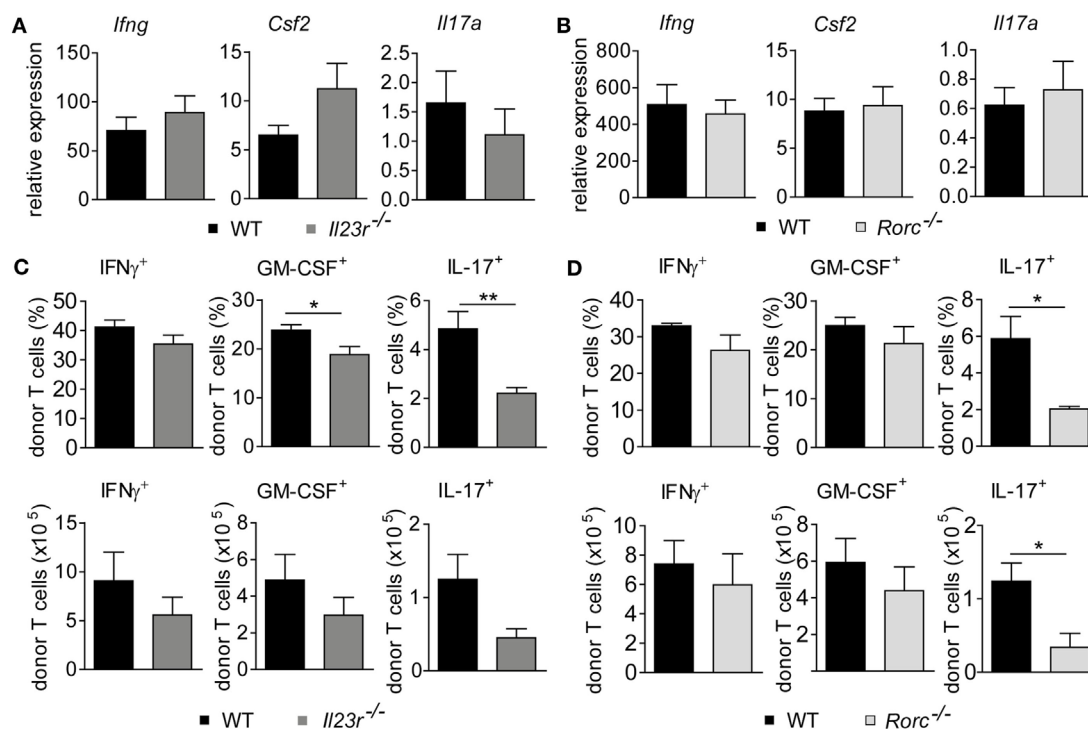 A
Ifng
Csf2
Il17a
relative expression
150
100
50
0
15
10
5
0
2.5
2.0
1.5
1.0
0.5
0.0
WT
Il23r-/-
B
Ifng
Csf2
Il17a
relative expression
800
600
400
200
0
15
10
5
0
1.0
0.8
0.6
0.4
0.2
0.0
WT
Rorc-/-
C
IFNγ+
GM-CSF+
IL-17+
donor T cells (%)
50
40
30
20
10
0
donor T cells (%)
30
20
10
0
*
donor T cells (%)
6
4
2
0
**
IFNγ+
GM-CSF+
IL-17+
donor T cells (x10 5)
15
10
5
0
donor T cells (x10 5)
8
6
4
2
0
donor T cells (x10 5)
2
1
0
WT
Il23r-/-
D
IFNγ+
GM-CSF+
IL-17+
donor T cells (%)
40
30
20
10
0
donor T cells (%)
30
20
10
0
donor T cells (%)
8
6
4
2
0
*
IFNγ+
GM-CSF+
IL-17+
donor T cells (x10 5)
10
8
6
4
2
0
donor T cells (x10 5)
8
6
4
2
donor T cells (x10 5)
2
1
0
*
WT
Rorc-/-